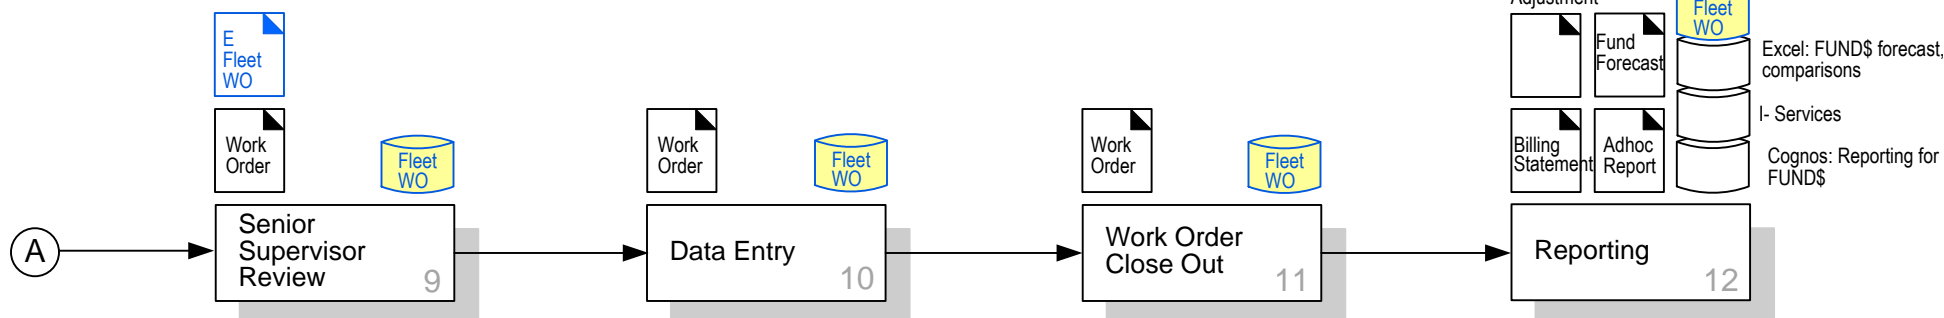 E
Fleet
WO
Work
Order
Fleet
WO
Work
Order
Fleet
WO
Work
Order
Fleet
WO
Adjustment
Fund
Forecast
Billing
Statement
Adhoc
Report
Fleet
WO
Excel: FUND$ forecast,
comparisons
I- Services
Cognos: Reporting for
FUND$
A
Senior
Supervisor
Review
9
Data Entry
10
Work Order
Close Out
11
Reporting
12